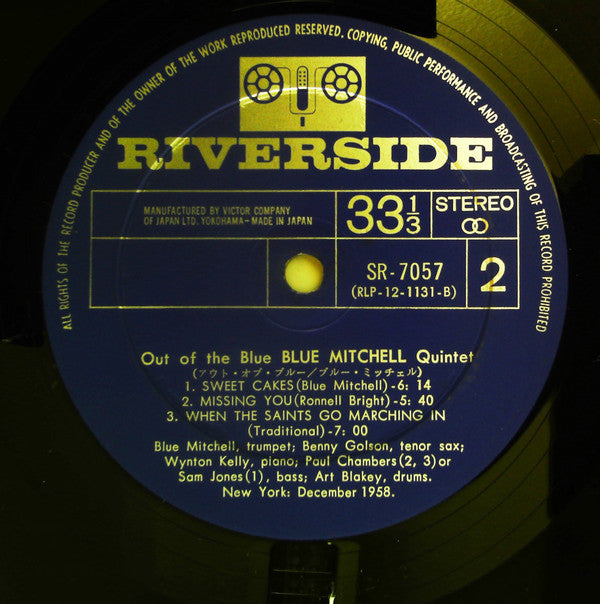 ALL RIGHTS OF THE RECORD PRODUCER AND OF THE OWNER OF THE WORK REPRODUCED RESERVED. COPYING, PUBLIC PERFORMANCE AND BROADCASTING OF THIS RECORD PROHIBITED
RIVERSIDE
MANUFACTURED BY VICTOR COMPANY
OF JAPAN LTD. YOKOHAMA-MADE IN JAPAN
33 1/3
STEREO
SR-7057
(RLP-12-1131-B)
2
Out of the Blue BLUE MITCHELL Quintet
(アウト・オブ・ブルー/ブルー・ミッチェル)
1. SWEET CAKES (Blue Mitchell)-6: 14
2. MISSING YOU (Ronnell Bright)-5: 40
3. WHEN THE SAINTS GO MARCHING IN
(Traditional)-7: 00
Blue Mitchell, trumpet; Benny Golson, tenor sax;
Wynton Kelly, piano; Paul Chambers (2, 3) or
Sam Jones (1), bass; Art Blakey, drums.
New York: December 1958.